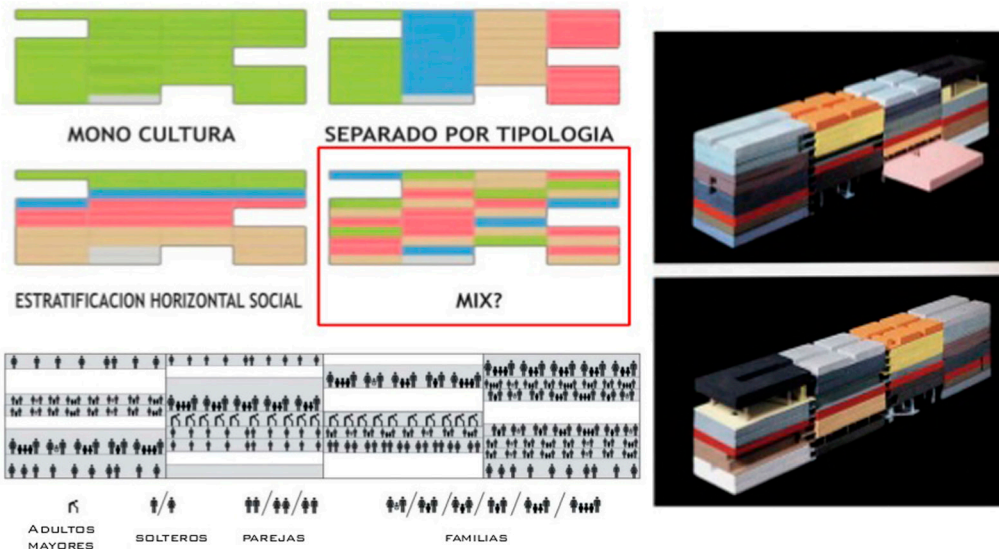 MONO CULTURA
SEPARADO POR TIPOLOGIA
ESTRATIFICACION HORIZONTAL SOCIAL
MIX?
ADULTOS
MAYORES
SOLTEROS
PAREJAS
FAMILIAS